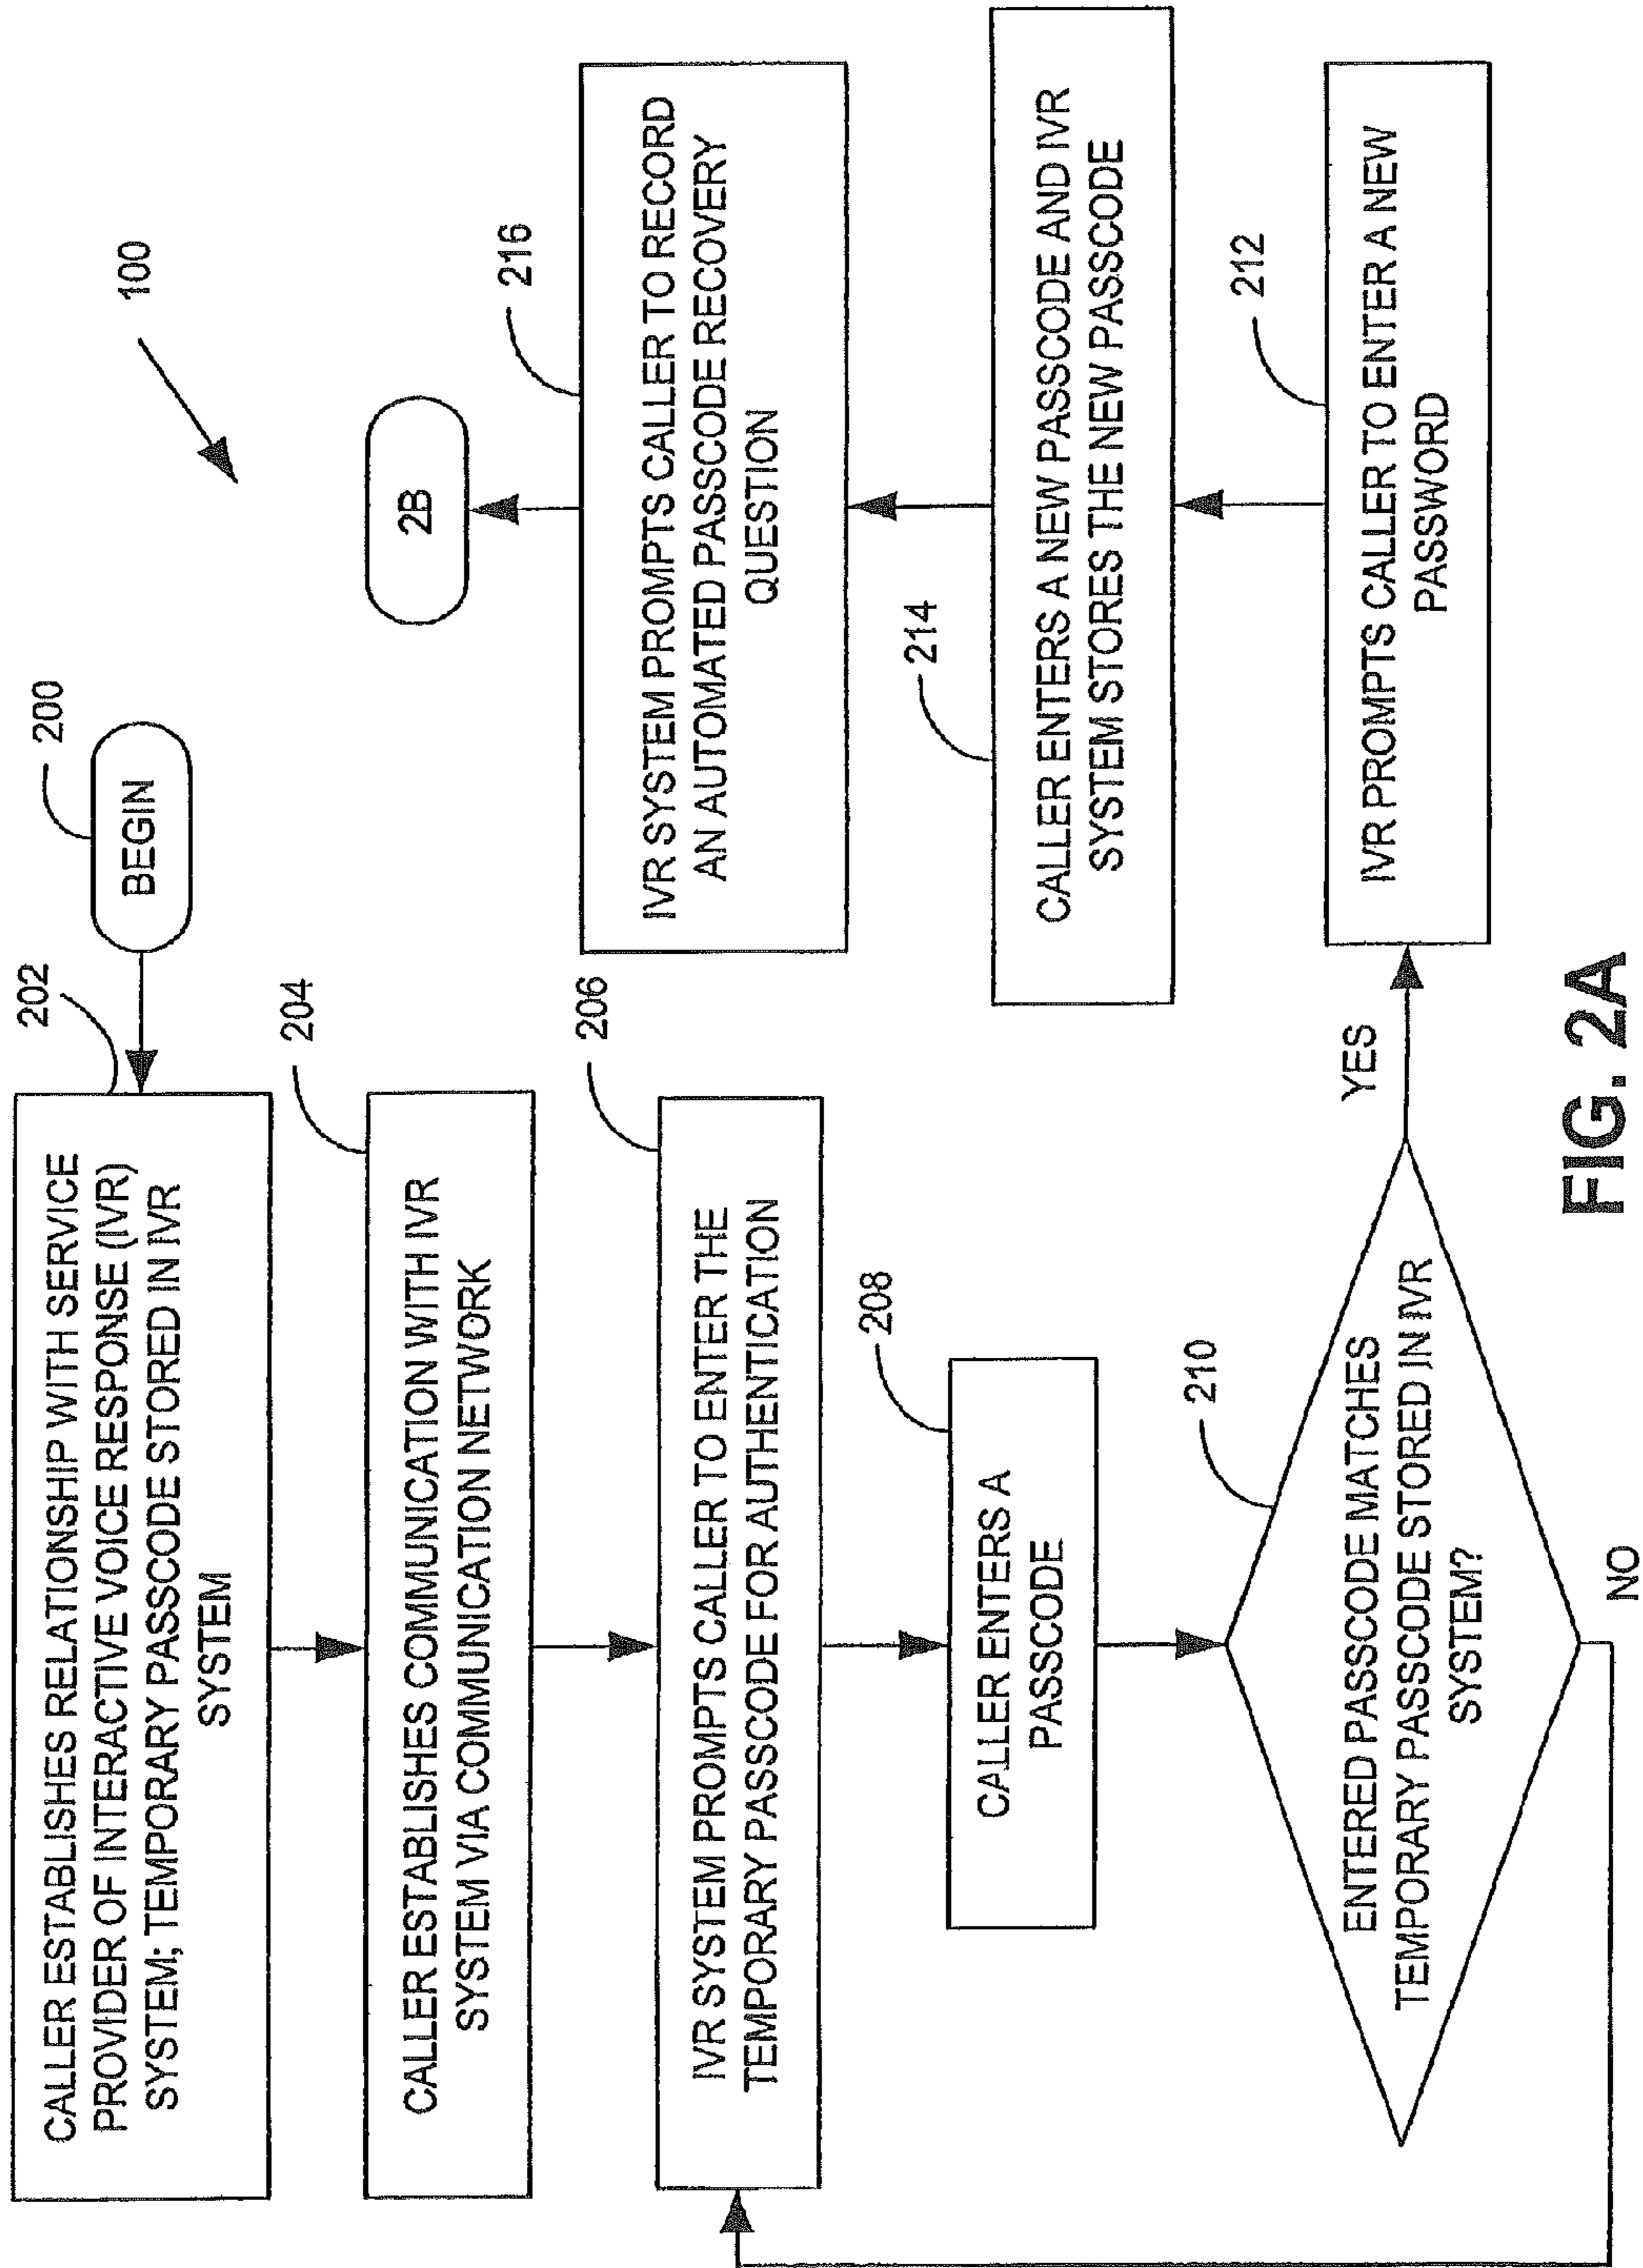 100
200
BEGIN
202
CALLER ESTABLISHES RELATIONSHIP WITH SERVICE
PROVIDER OF INTERACTIVE VOICE RESPONSE (IVR)
SYSTEM; TEMPORARY PASSCODE STORED IN IVR
SYSTEM
204
CALLER ESTABLISHES COMMUNICATION WITH IVR
SYSTEM VIA COMMUNICATION NETWORK
206
IVR SYSTEM PROMPTS CALLER TO ENTER THE
TEMPORARY PASSCODE FOR AUTHENTICATION
208
CALLER ENTERS A
PASSCODE
210
ENTERED PASSCODE MATCHES
TEMPORARY PASSCODE STORED IN IVR
SYSTEM?
NO
YES
212
IVR PROMPTS CALLER TO ENTER A NEW
PASSWORD
214
CALLER ENTERS A NEW PASSCODE AND IVR
SYSTEM STORES THE NEW PASSCODE
216
IVR SYSTEM PROMPTS CALLER TO RECORD
AN AUTOMATED PASSCODE RECOVERY
QUESTION
2B
FIG. 2A